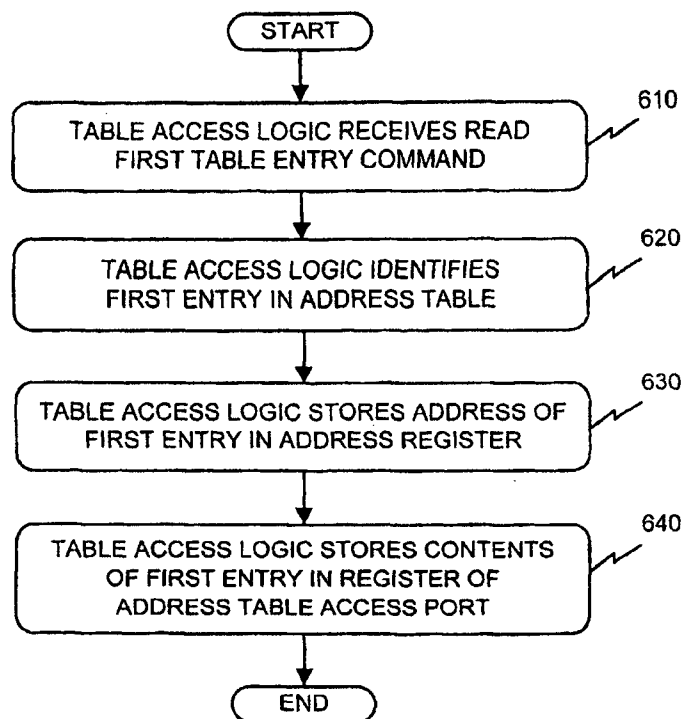 START
610
TABLE ACCESS LOGIC RECEIVES READ
FIRST TABLE ENTRY COMMAND
620
TABLE ACCESS LOGIC IDENTIFIES
FIRST ENTRY IN ADDRESS TABLE
630
TABLE ACCESS LOGIC STORES ADDRESS OF
FIRST ENTRY IN ADDRESS REGISTER
640
TABLE ACCESS LOGIC STORES CONTENTS
OF FIRST ENTRY IN REGISTER OF
ADDRESS TABLE ACCESS PORT
END